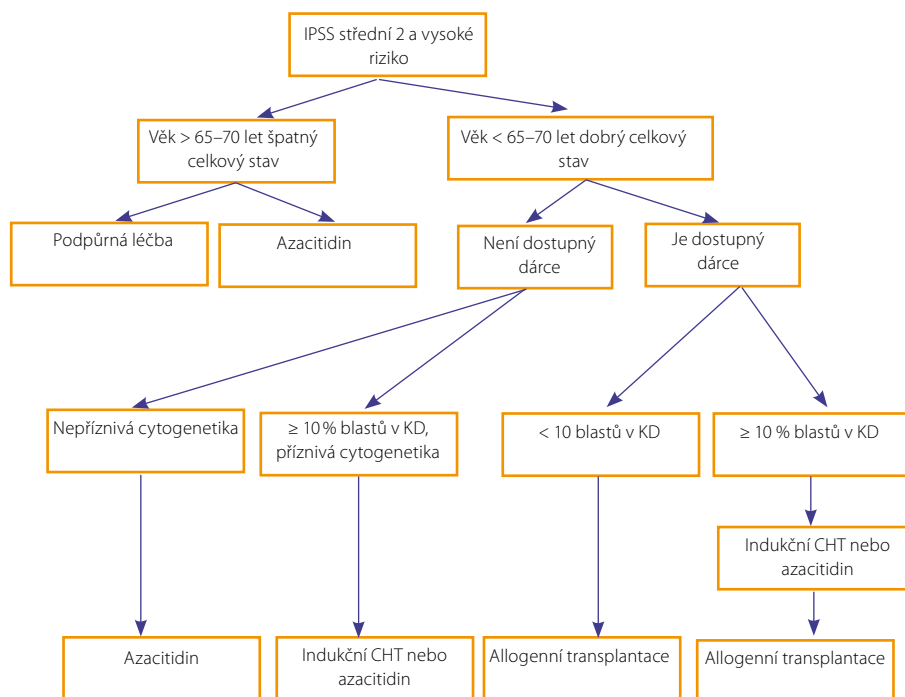 IPSS střední 2 a vysoké
riziko
Věk > 65–70 let špatný
celkový stav
Věk < 65–70 let dobrý celkový
stav
Podpůrná léčba
Azacitidin
Není dostupný
dárce
Je dostupný
dárce
Nepříznivá cytogenetika
≥ 10 % blastů v KD,
příznivá cytogenetika
< 10 blastů v KD
≥ 10 % blastů v KD
Indukční CHT nebo
azacitidin
Azacitidin
Indukční CHT nebo
azacitidin
Allogenní transplantace
Allogenní transplantace